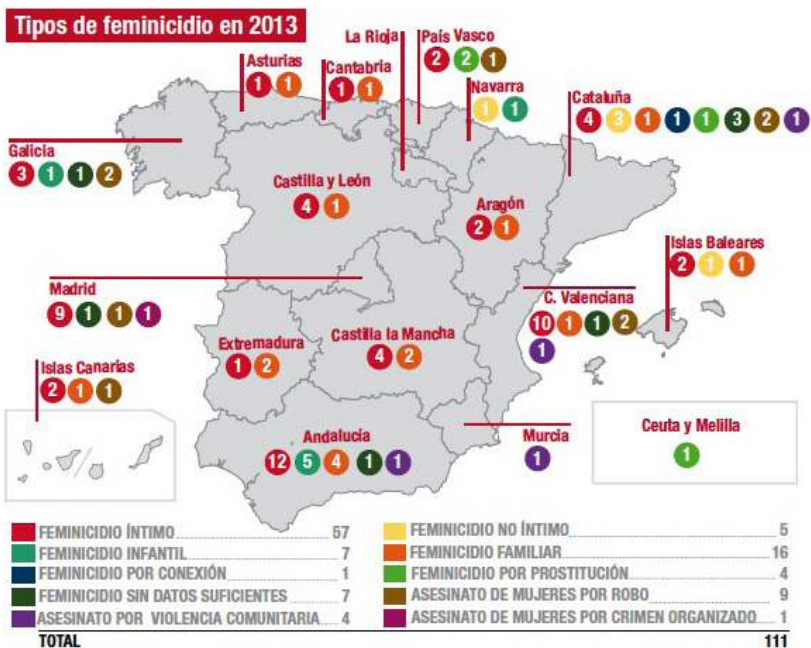 Tipos de feminicidio en 2013
La Rioja
País Vasco
2 2 1
Asturias
1 1
Cantabria
1 1
Navarra
1 1
Cataluña
4 3 1 1 1 3 2 1
Galicia
3 1 1 2
Castilla y León
4 1
Aragón
2 1
Islas Baleares
2 1 1
Madrid
9 1 1 1
C. Valenciana
10 1 1 2
1
Extremadura
1 2
Castilla la Mancha
4 2
Islas Canarias
2 1 1
Andalucía
12 5 4 1 1
Murcia
1
Ceuta y Melilla
1
FEMINICIDIO ÍNTIMO 57
FEMINICIDIO INFANTIL 7
FEMINICIDIO POR CONEXIÓN 1
FEMINICIDIO SIN DATOS SUFICIENTES 7
ASESINATO POR VIOLENCIA COMUNITARIA 4
FEMINICIDIO NO ÍNTIMO 5
FEMINICIDIO FAMILIAR 16
FEMINICIDIO POR PROSTITUCIÓN 4
ASESINATO DE MUJERES POR ROBO 9
ASESINATO DE MUJERES POR CRIMEN ORGANIZADO 1
TOTAL 111